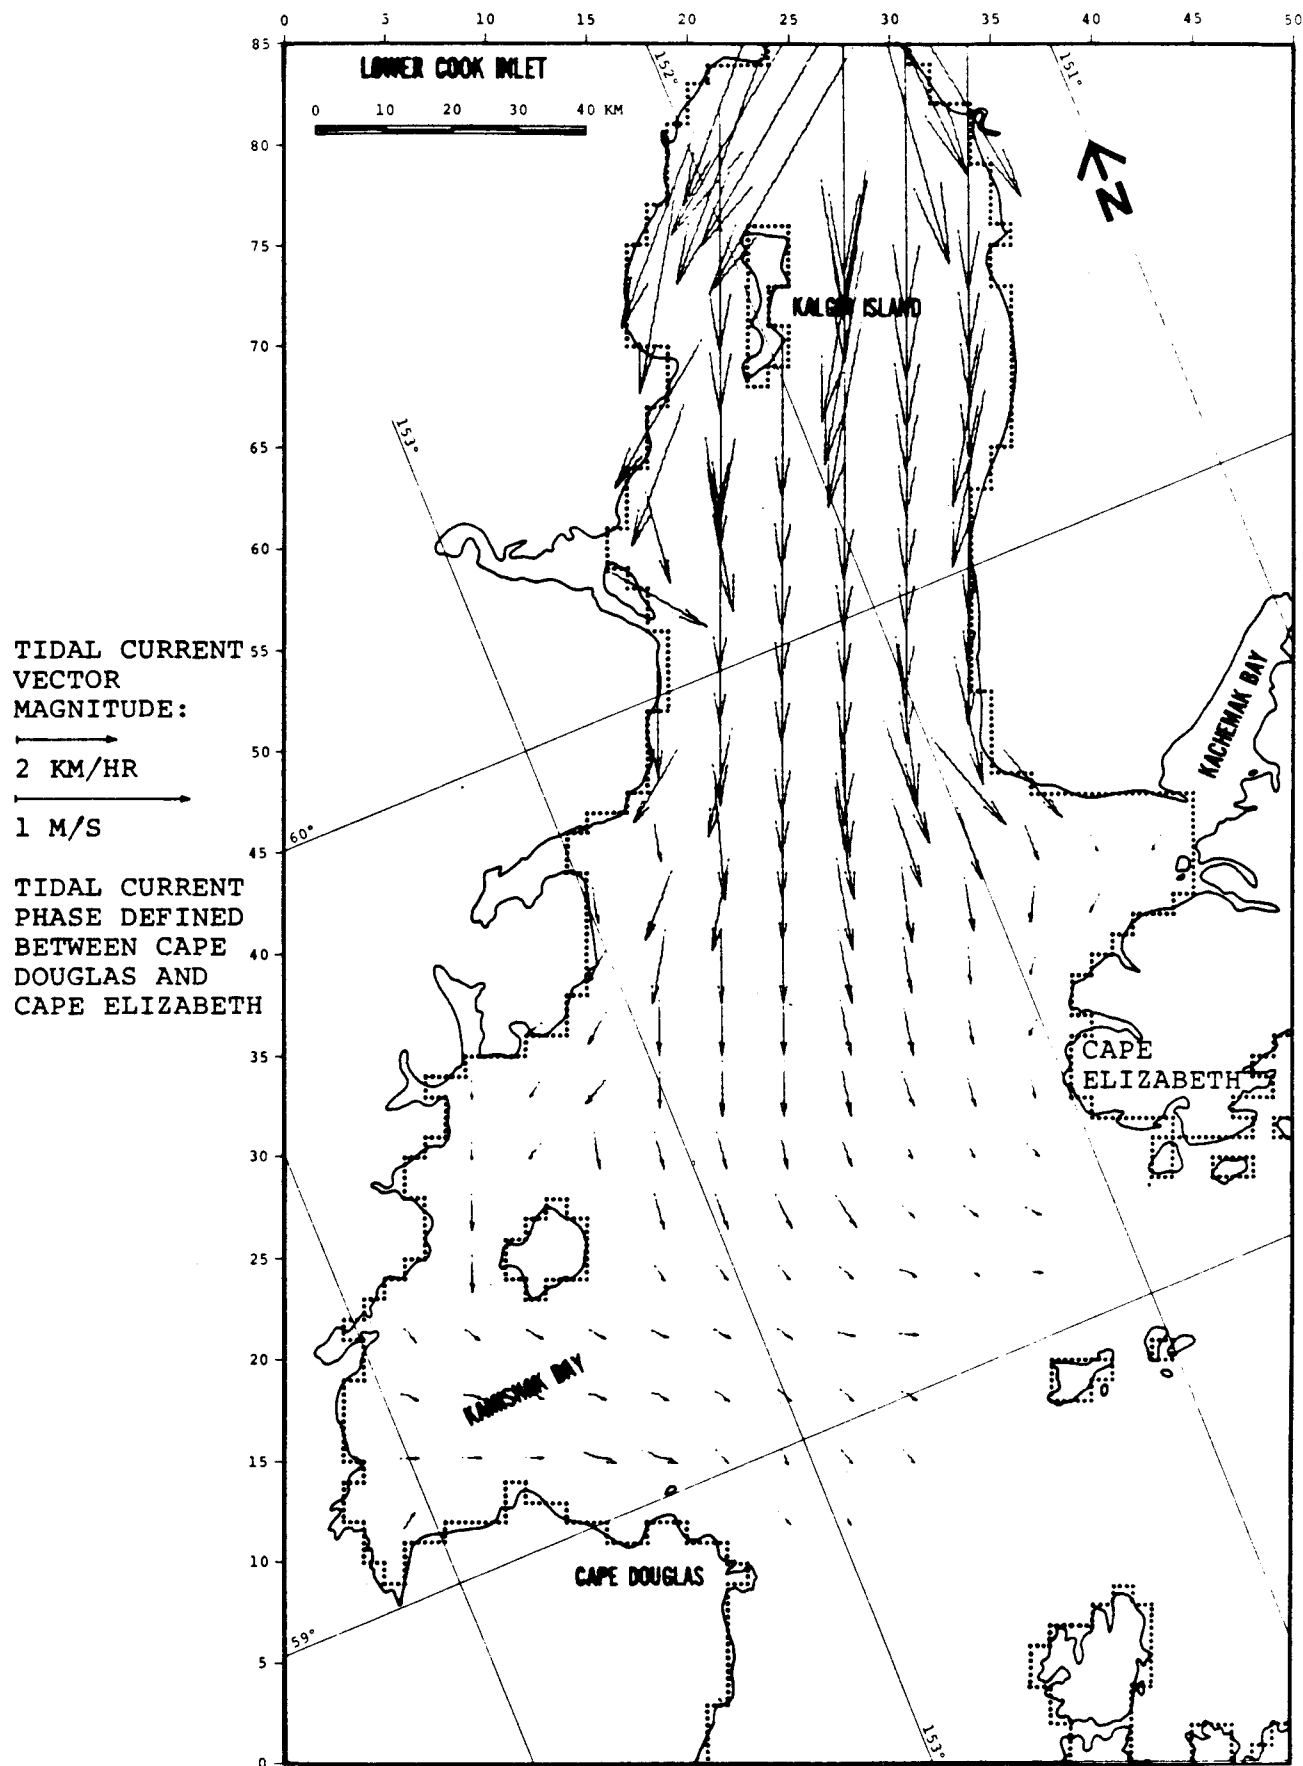 0 5 10 15 20 25 30 35 40 45 50
85
LOWER COOK INLET
152°
151°
0 10 20 30 40 KM
80
N
75
KALGIN ISLAND
70
153°
65
60
TIDAL CURRENT
VECTOR
MAGNITUDE:
2 KM/HR
1 M/S
55
KACHEMAK BAY
50
60°
45
TIDAL CURRENT
PHASE DEFINED
BETWEEN CAPE
DOUGLAS AND
CAPE ELIZABETH
40
35
CAPE
ELIZABETH
30
25
20
KAMISHAK BAY
15
10
CAPE DOUGLAS
59°
5
153°
0